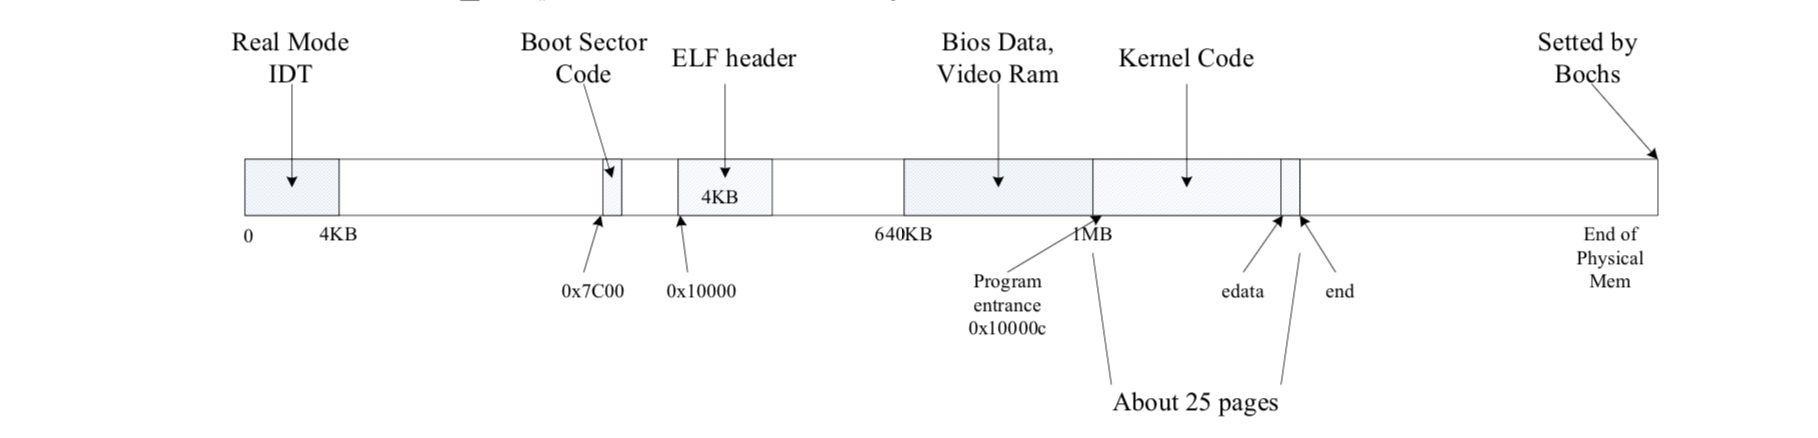 Real Mode
IDT
Boot Sector
Code
ELF header
Bios Data,
Video Ram
Kernel Code
Setted by
Bochs
4KB
0
4KB
640KB
1MB
End of
Physical
Mem
0x7C00
0x10000
Program
entrance
0x10000c
edata
end
About 25 pages